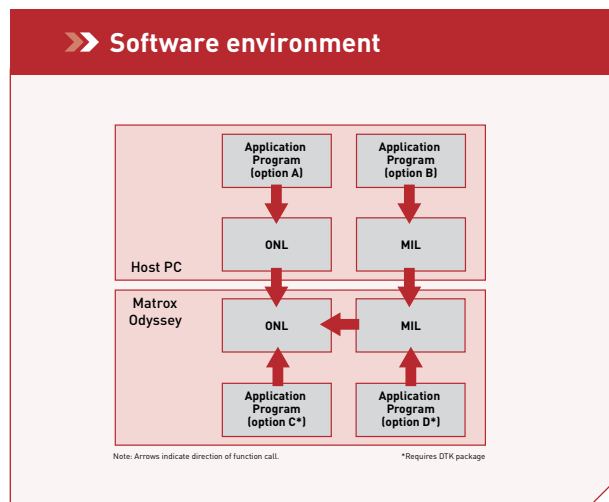 Software environment
Application
Program
(option A)
Application
Program
(option B)
ONL
MIL
Host PC
Matrox
Odyssey
ONL
MIL
Application
Program
(option C*)
Application
Program
(option D*)
Note: Arrows indicate direction of function call.
*Requires DTK package